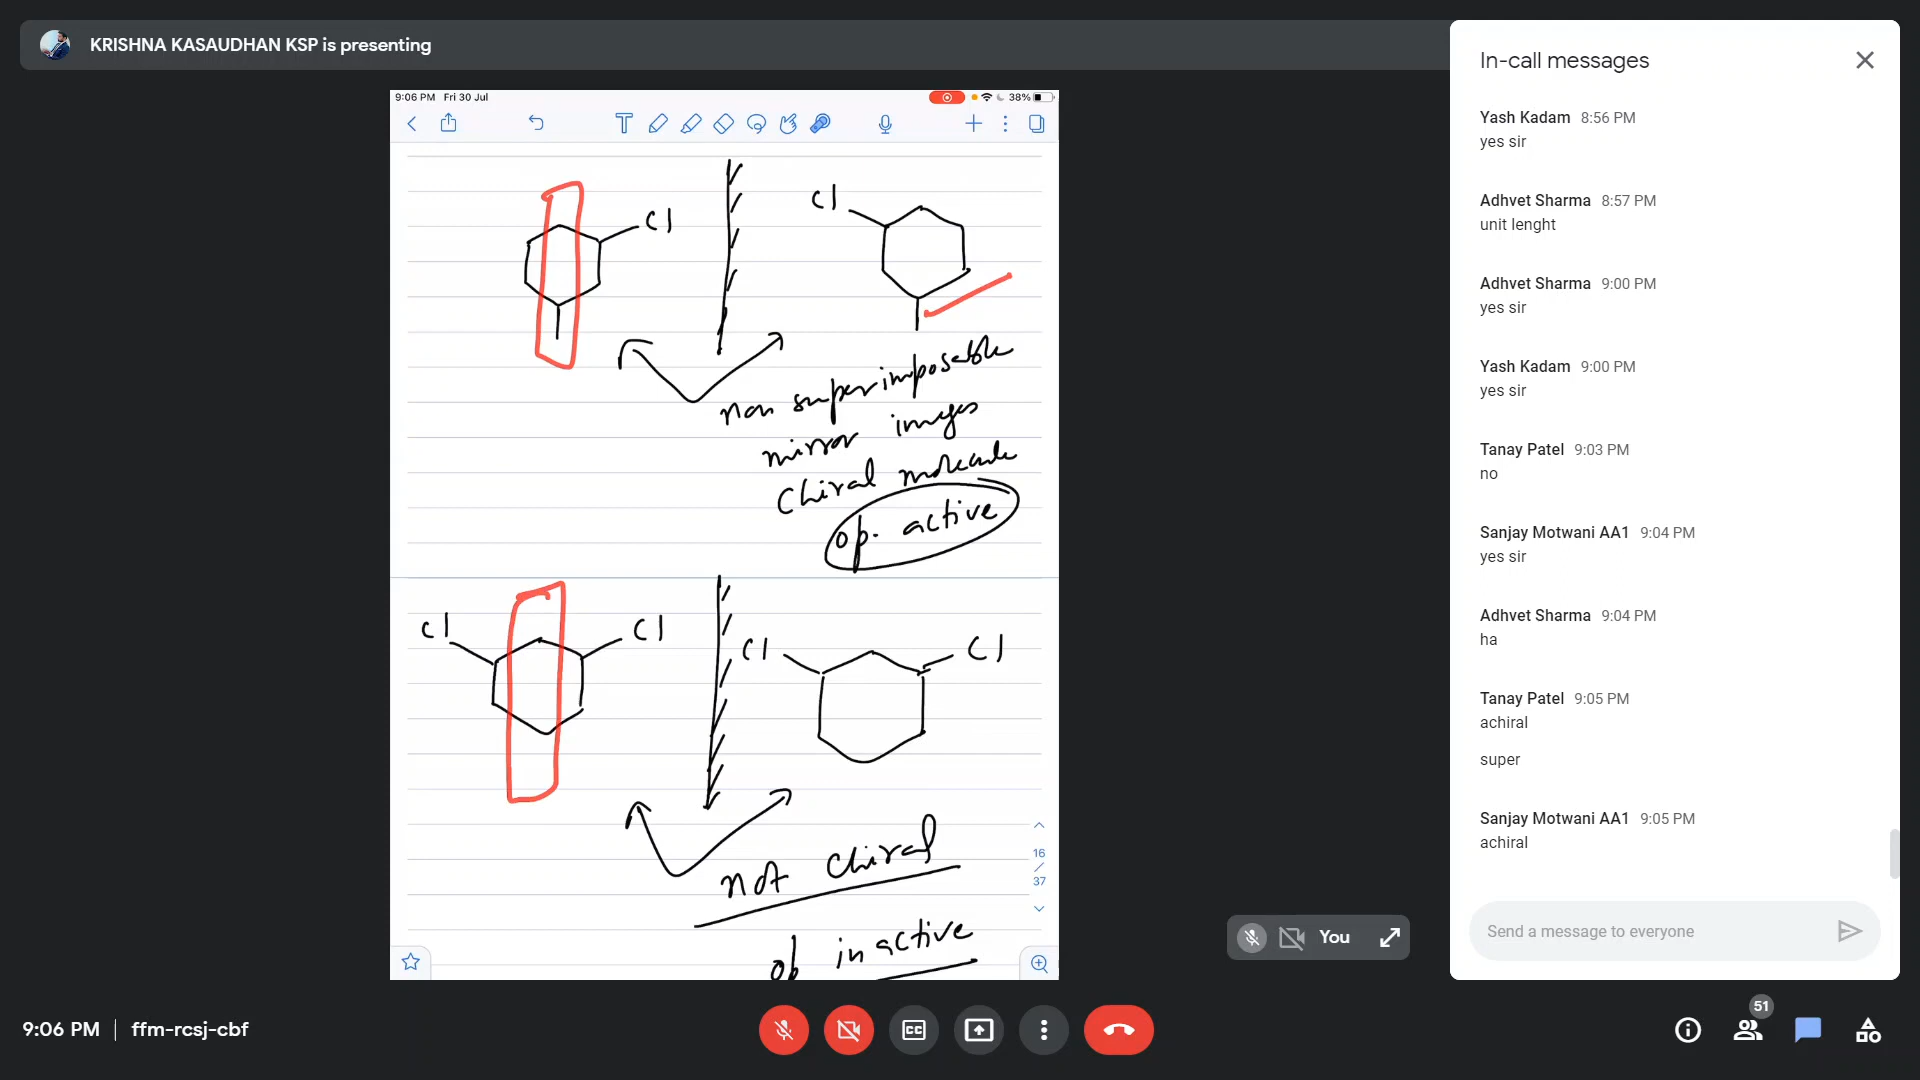 KRISHNA KASAUDHAN KSP is presenting
9:06 PM Fri 30 Jul
38%
Cl
Cl
non superimposable
mirror images
Chiral molecule
op. active
Cl
Cl
Cl
Cl
not chiral
op inactive
16
37
In-call messages
Yash Kadam 8:56 PM
yes sir
Adhvet Sharma 8:57 PM
unit lenght
Adhvet Sharma 9:00 PM
yes sir
Yash Kadam 9:00 PM
yes sir
Tanay Patel 9:03 PM
no
Sanjay Motwani AA1 9:04 PM
yes sir
Adhvet Sharma 9:04 PM
ha
Tanay Patel 9:05 PM
achiral
super
Sanjay Motwani AA1 9:05 PM
achiral
Send a message to everyone
You
9:06 PM | ffm-rcsj-cbf
CC
51